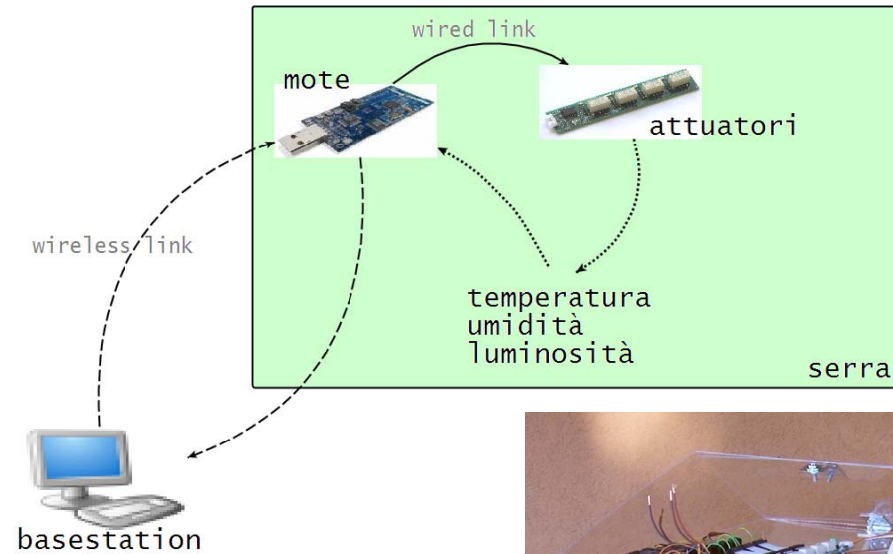 wired link
mote
attuatori
wireless link
temperatura
umidità
luminosità
serra
basestation